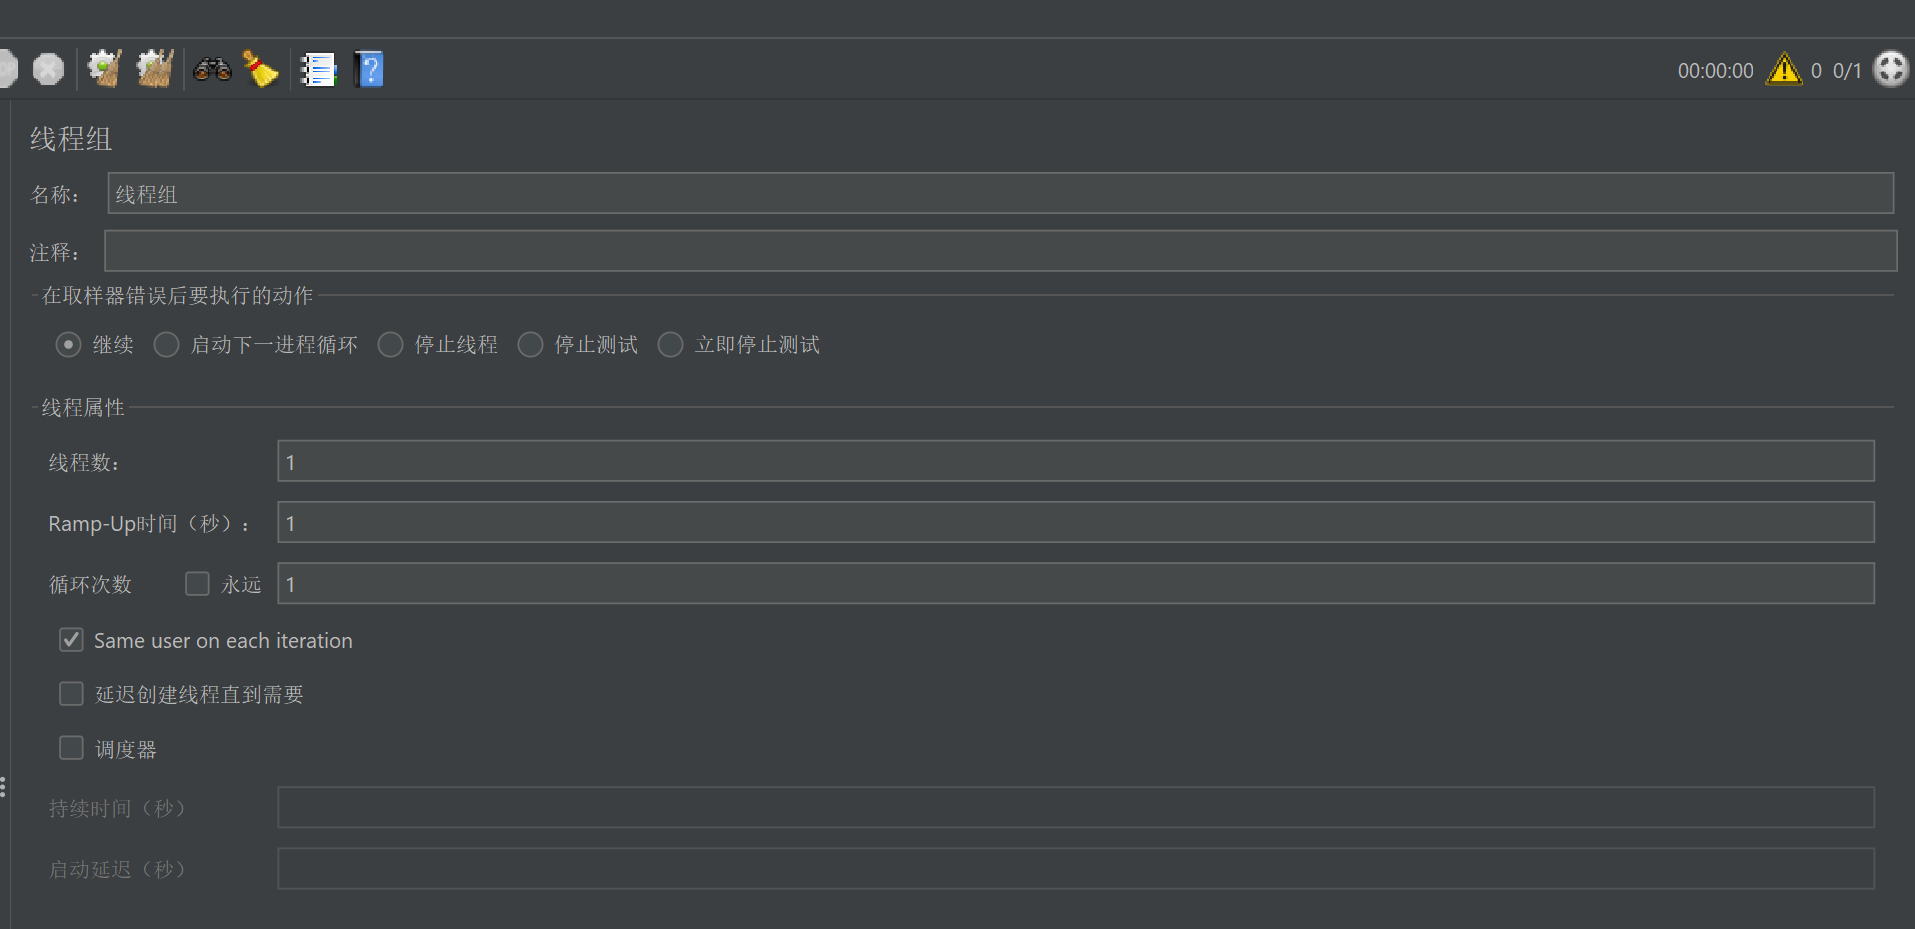 00:00:00 0 0/1
线程组
名称： 线程组
注释：
在取样器错误后要执行的动作
继续 启动下一进程循环 停止线程 停止测试 立即停止测试
线程属性
线程数： 1
Ramp-Up时间（秒）： 1
循环次数 永远 1
Same user on each iteration
延迟创建线程直到需要
调度器
持续时间（秒）
启动延迟（秒）